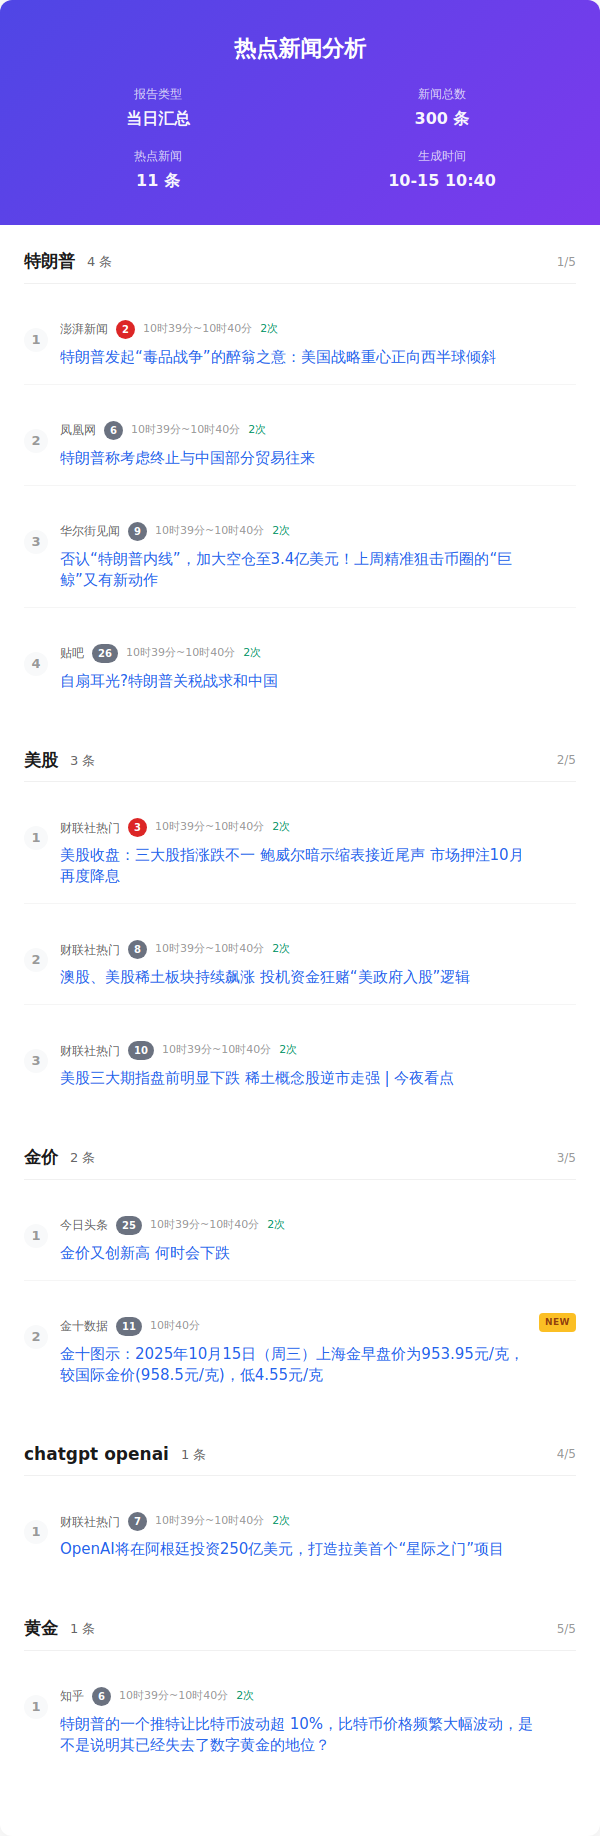 热点新闻分析
报告类型
新闻总数
当日汇总
300 条
热点新闻
生成时间
11 条
10-15 10:40
特朗普 4 条 1/5
1
澎湃新闻 2 10时39分~10时40分 2次
特朗普发起“毒品战争”的醉翁之意：美国战略重心正向西半球倾斜
2
凤凰网 6 10时39分~10时40分 2次
特朗普称考虑终止与中国部分贸易往来
3
华尔街见闻 9 10时39分~10时40分 2次
否认“特朗普内线”，加大空仓至3.4亿美元！上周精准狙击币圈的“巨
鲸”又有新动作
4
贴吧 26 10时39分~10时40分 2次
自扇耳光?特朗普关税战求和中国
美股 3 条 2/5
1
财联社热门 3 10时39分~10时40分 2次
美股收盘：三大股指涨跌不一 鲍威尔暗示缩表接近尾声 市场押注10月
再度降息
2
财联社热门 8 10时39分~10时40分 2次
澳股、美股稀土板块持续飙涨 投机资金狂赌“美政府入股”逻辑
3
财联社热门 10 10时39分~10时40分 2次
美股三大期指盘前明显下跌 稀土概念股逆市走强 | 今夜看点
金价 2 条 3/5
1
今日头条 25 10时39分~10时40分 2次
金价又创新高 何时会下跌
2
金十数据 11 10时40分 NEW
金十图示：2025年10月15日（周三）上海金早盘价为953.95元/克，
较国际金价(958.5元/克)，低4.55元/克
chatgpt openai 1 条 4/5
1
财联社热门 7 10时39分~10时40分 2次
OpenAI将在阿根廷投资250亿美元，打造拉美首个“星际之门”项目
黄金 1 条 5/5
1
知乎 6 10时39分~10时40分 2次
特朗普的一个推特让比特币波动超 10%，比特币价格频繁大幅波动，是
不是说明其已经失去了数字黄金的地位？